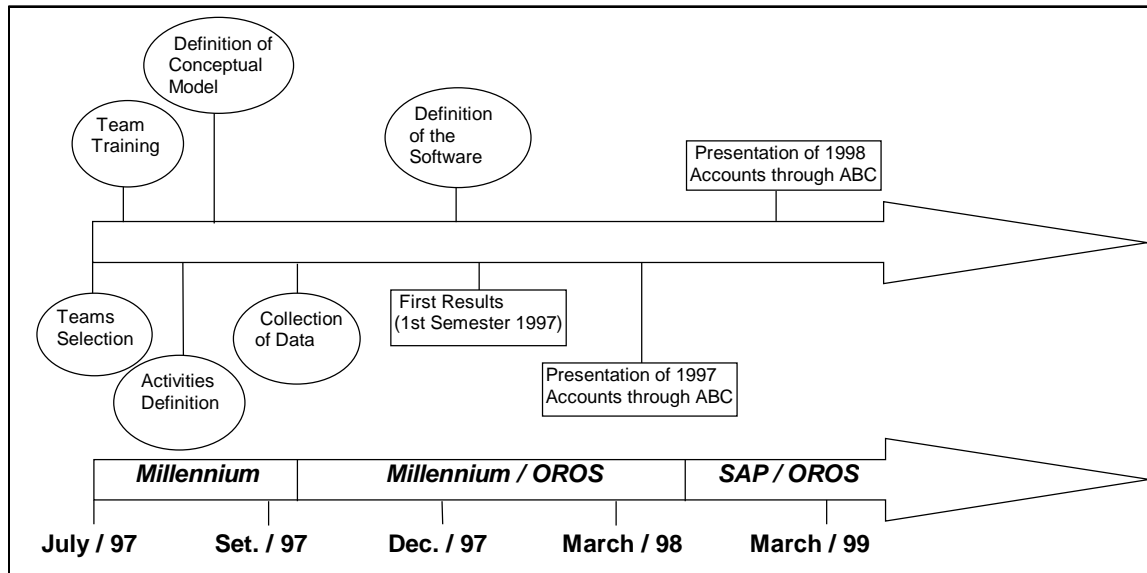 Definition of
Conceptual
Model
Team
Training
Definition
of the
Software
Presentation of 1998
Accounts through ABC
Teams
Selection
Activities
Definition
Collection
of Data
First Results
(1st Semester 1997)
Presentation of 1997
Accounts through ABC
Millennium
Millennium / OROS
SAP / OROS
July / 97
Set. / 97
Dec. / 97
March / 98
March / 99